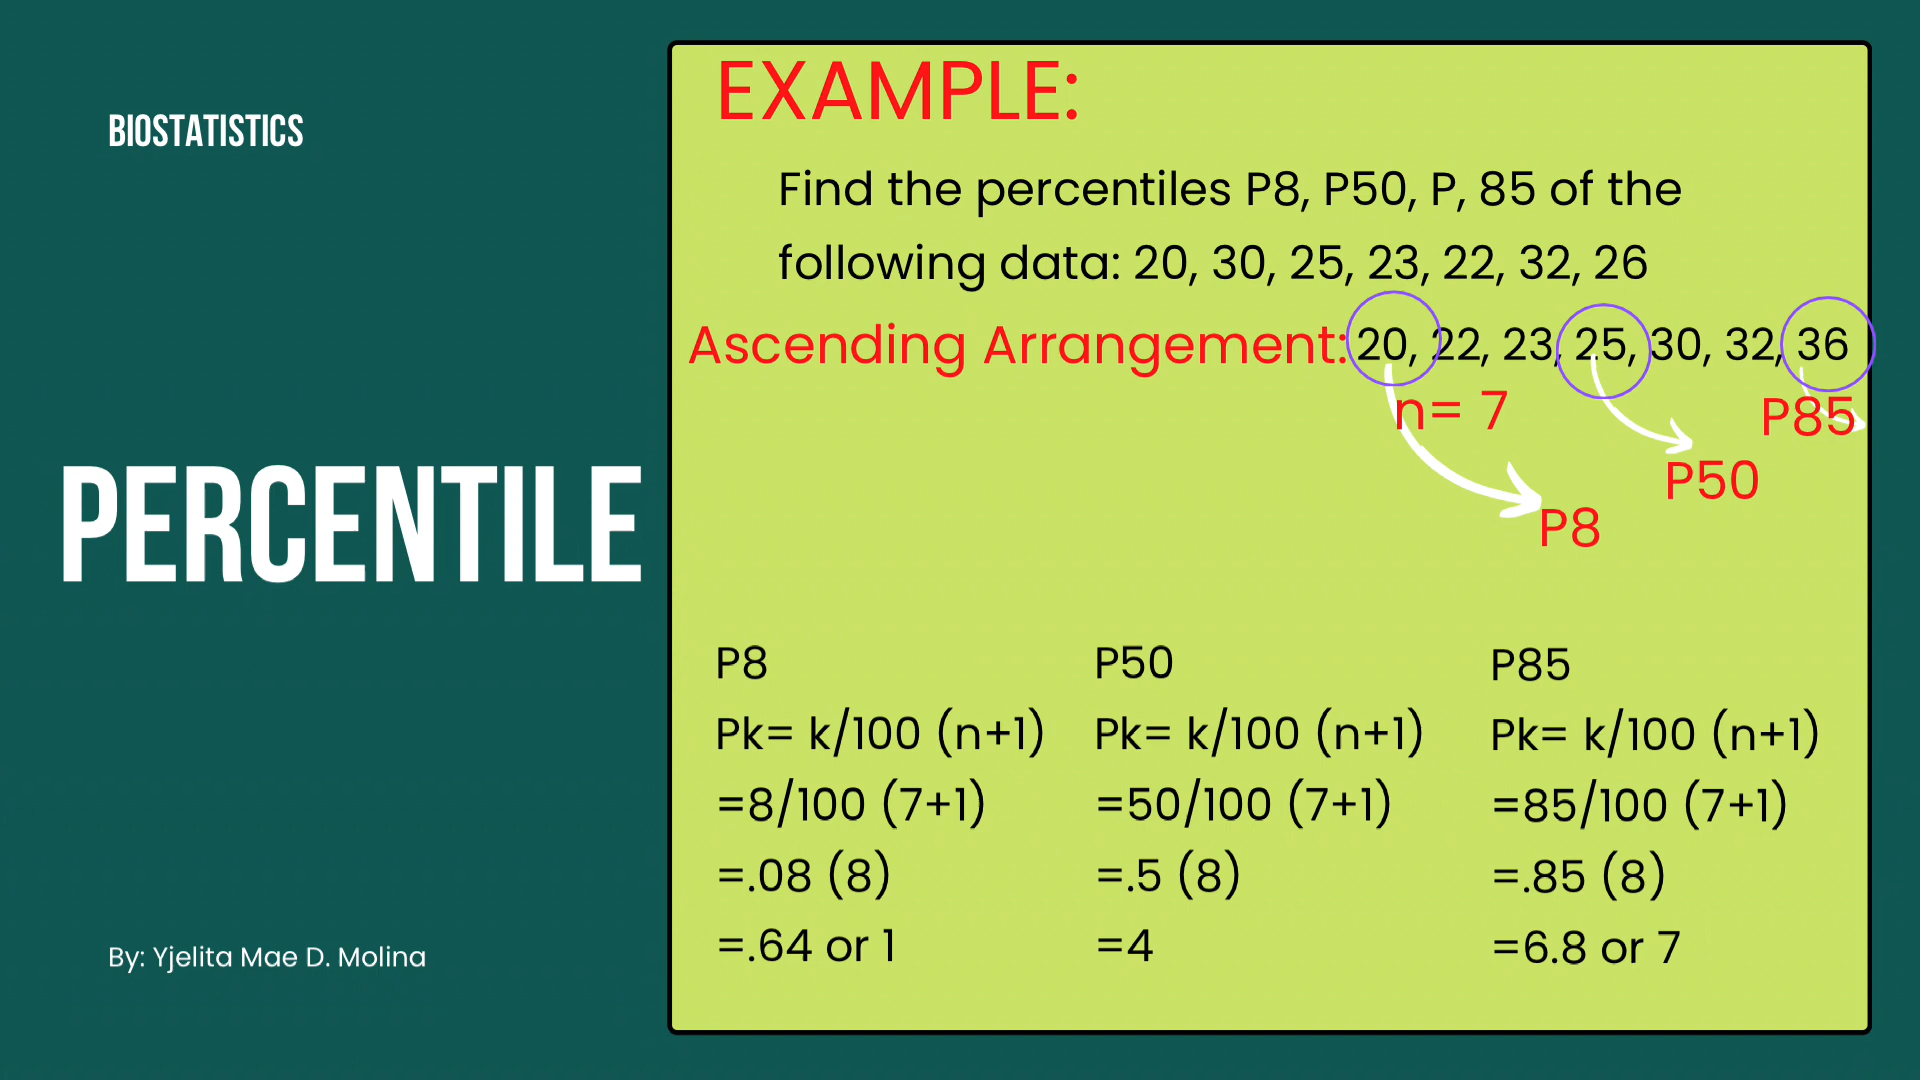 BIOSTATISTICS
PERCENTILE
By: Yjelita Mae D. Molina
EXAMPLE:
Find the percentiles P8, P50, P, 85 of the
following data: 20, 30, 25, 23, 22, 32, 26
Ascending Arrangement: 20, 22, 23, 25, 30, 32, 36
n= 7
P85
P50
P8
P8
Pk= k/100 (n+1)
=8/100 (7+1)
=.08 (8)
=.64 or 1
P50
Pk= k/100 (n+1)
=50/100 (7+1)
=.5 (8)
=4
P85
Pk= k/100 (n+1)
=85/100 (7+1)
=.85 (8)
=6.8 or 7